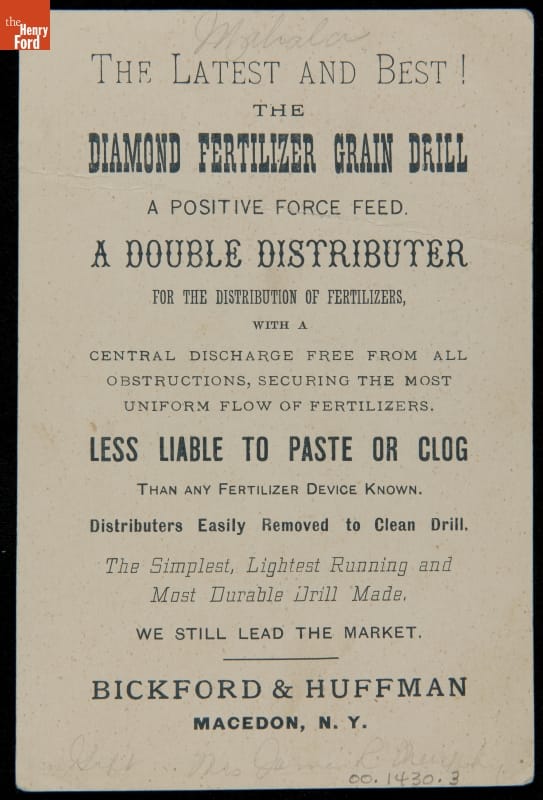 the
Henry
Ford
Mahala
THE LATEST AND BEST!
THE
DIAMOND FERTILIZER GRAIN DRILL
A POSITIVE FORCE FEED.
A DOUBLE DISTRIBUTER
FOR THE DISTRIBUTION OF FERTILIZERS,
WITH A
CENTRAL DISCHARGE FREE FROM ALL
OBSTRUCTIONS, SECURING THE MOST
UNIFORM FLOW OF FERTILIZERS.
LESS LIABLE TO PASTE OR CLOG
THAN ANY FERTILIZER DEVICE KNOWN.
Distributers Easily Removed to Clean Drill.
The Simplest, Lightest Running and
Most Durable Drill Made.
WE STILL LEAD THE MARKET.
BICKFORD & HUFFMAN
MACEDON, N. Y.
Gift Mrs
00.1430.3